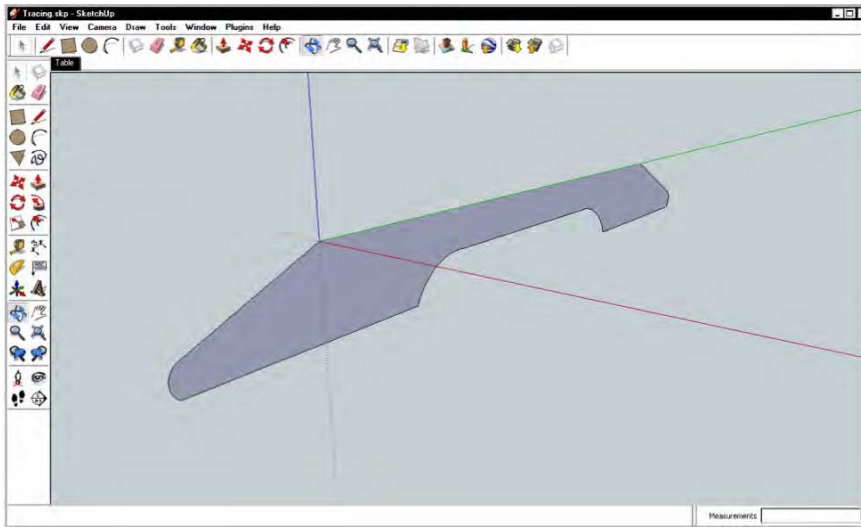 Tracing.skp - SketchUp
File Edit View Camera Draw Tools Window Plugins Help
Table
Measurements